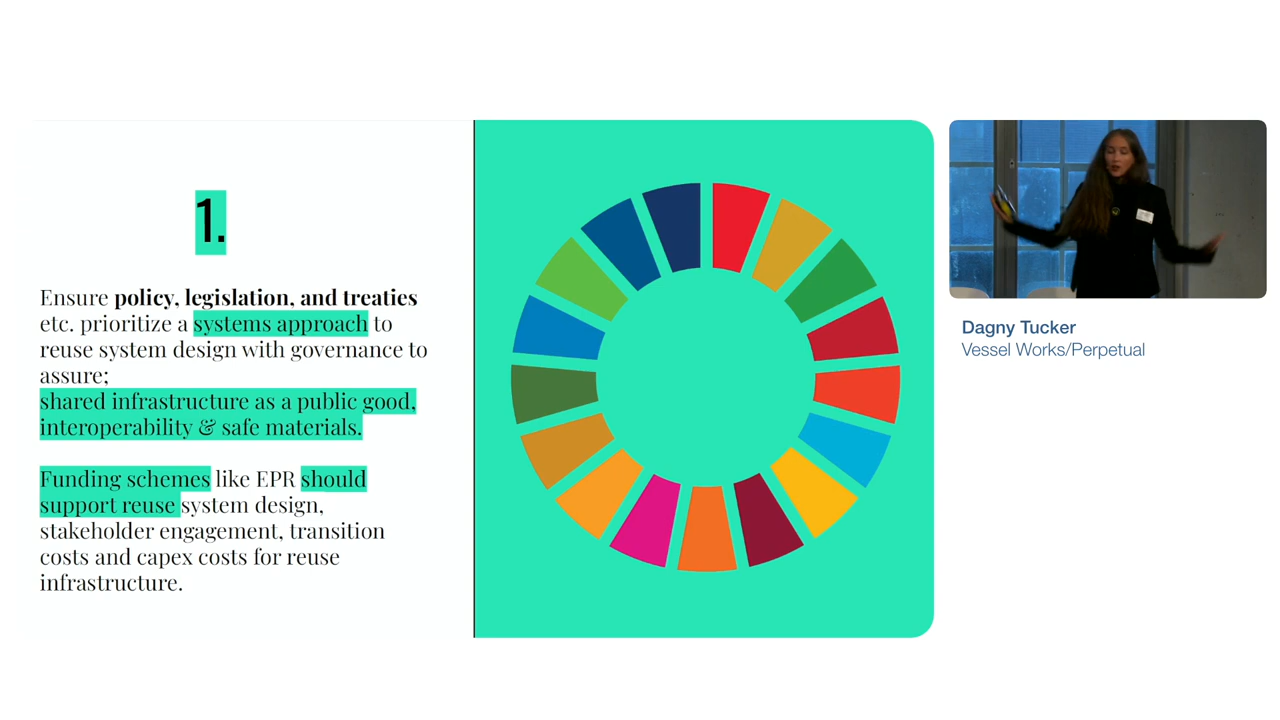 1.
Ensure policy, legislation, and treaties
etc. prioritize a systems approach to
reuse system design with governance to
assure;
shared infrastructure as a public good,
interoperability & safe materials.
Funding schemes like EPR should
support reuse system design,
stakeholder engagement, transition
costs and capex costs for reuse
infrastructure.
Dagny Tucker
Vessel Works/Perpetual